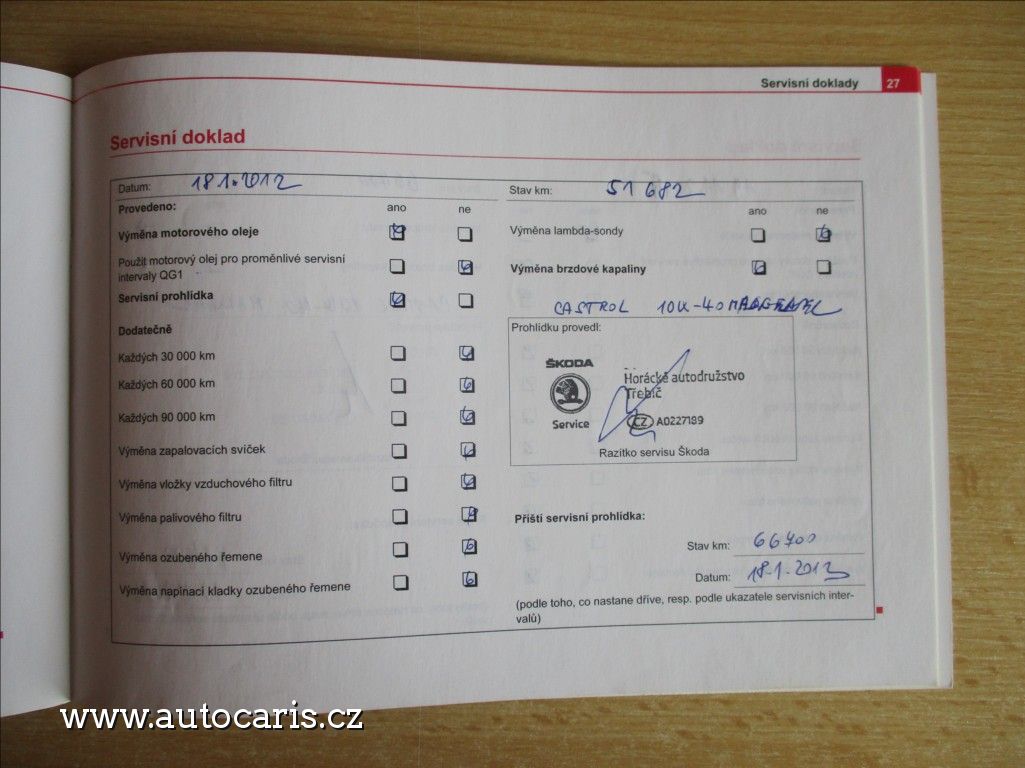 Servisní doklady 27
Servisní doklad
Datum: 18.1.2012
Stav km: 51 682
Provedeno: ano ne
ano ne
Výměna motorového oleje
Výměna lambda-sondy
Použit motorový olej pro proměnlivé servisní
intervaly QG1
Výměna brzdové kapaliny
Servisní prohlídka
CASTROL 10W-40
Dodatečně
Prohlídku provedl:
Každých 30 000 km
Každých 60 000 km
Každých 90 000 km
ŠKODA
Service
Horácké autodružstvo
Třebíč
CZ A0227189
Razítko servisu Škoda
Výměna zapalovacích svíček
Výměna vložky vzduchového filtru
Výměna palivového filtru
Výměna ozubeného řemene
Výměna napínací kladky ozubeného řemene
Příští servisní prohlídka:
Stav km: 66700
Datum: 18.1.2013
(podle toho, co nastane dříve, resp. podle ukazatele servisních inter-
valů)
www.autocaris.cz